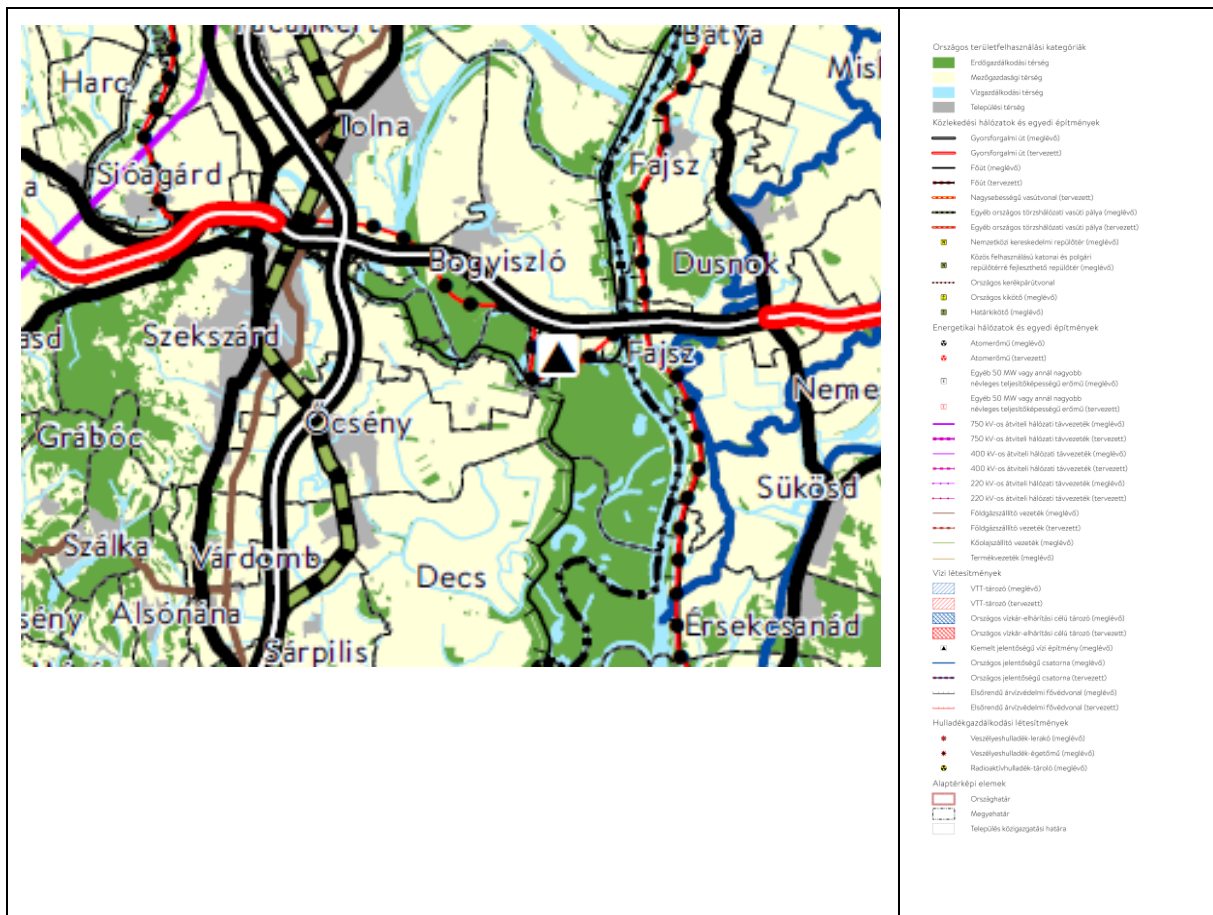 Bátya
Harc
Tolna
Sióagárd
Fajsz
Bogyiszló
Dusnok
Szekszárd
Fajsz
Őcsény
Grábóc
Sükösd
Szálka
Várdomb
Decs
Alsónána
Érsekcsanád
Sárpilis
Országos területfelhasználási kategóriák
Erdőgazdálkodási térség
Mezőgazdasági térség
Vízgazdálkodási térség
Települési térség
Közlekedési hálózatok és egyedi építmények
Gyorsforgalmi út (meglévő)
Gyorsforgalmi út (tervezett)
Főút (meglévő)
Főút (tervezett)
Nagysebességű vasútvonal (tervezett)
Egyéb országos törzshálózati vasúti pálya (meglévő)
Egyéb országos törzshálózati vasúti pálya (tervezett)
Nemzetközi kereskedelmi repülőtér (meglévő)
Közös felhasználású katonai és polgári
repülőtérré fejleszthető repülőtér (meglévő)
Országos kerékpárútvonal
Országos kikötő (meglévő)
Határkikötő (meglévő)
Energetikai hálózatok és egyedi építmények
Atomerőmű (meglévő)
Atomerőmű (tervezett)
Egyéb 50 MW vagy annál nagyobb
névleges teljesítőképességű erőmű (meglévő)
Egyéb 50 MW vagy annál nagyobb
névleges teljesítőképességű erőmű (tervezett)
750 kV-os átviteli hálózati távvezeték (meglévő)
750 kV-os átviteli hálózati távvezeték (tervezett)
400 kV-os átviteli hálózati távvezeték (meglévő)
400 kV-os átviteli hálózati távvezeték (tervezett)
220 kV-os átviteli hálózati távvezeték (meglévő)
220 kV-os átviteli hálózati távvezeték (tervezett)
Földgázszállító vezeték (meglévő)
Földgázszállító vezeték (tervezett)
Kőolajszállító vezeték (meglévő)
Termékvezeték (meglévő)
Vízi létesítmények
VTT-tározó (meglévő)
VTT-tározó (tervezett)
Országos vízkár-elhárítási célú tározó (meglévő)
Országos vízkár-elhárítási célú tározó (tervezett)
Kiemelt jelentőségű vízi építmény (meglévő)
Országos jelentőségű csatorna (meglévő)
Országos jelentőségű csatorna (tervezett)
Elsőrendű árvízvédelmi fővédvonal (meglévő)
Elsőrendű árvízvédelmi fővédvonal (tervezett)
Hulladékgazdálkodási létesítmények
Veszélyeshulladék-lerakó (meglévő)
Veszélyeshulladék-égetőmű (meglévő)
Radioaktívhulladék-tároló (meglévő)
Alaptérképi elemek
Országhatár
Megyehatár
Település közigazgatási határa